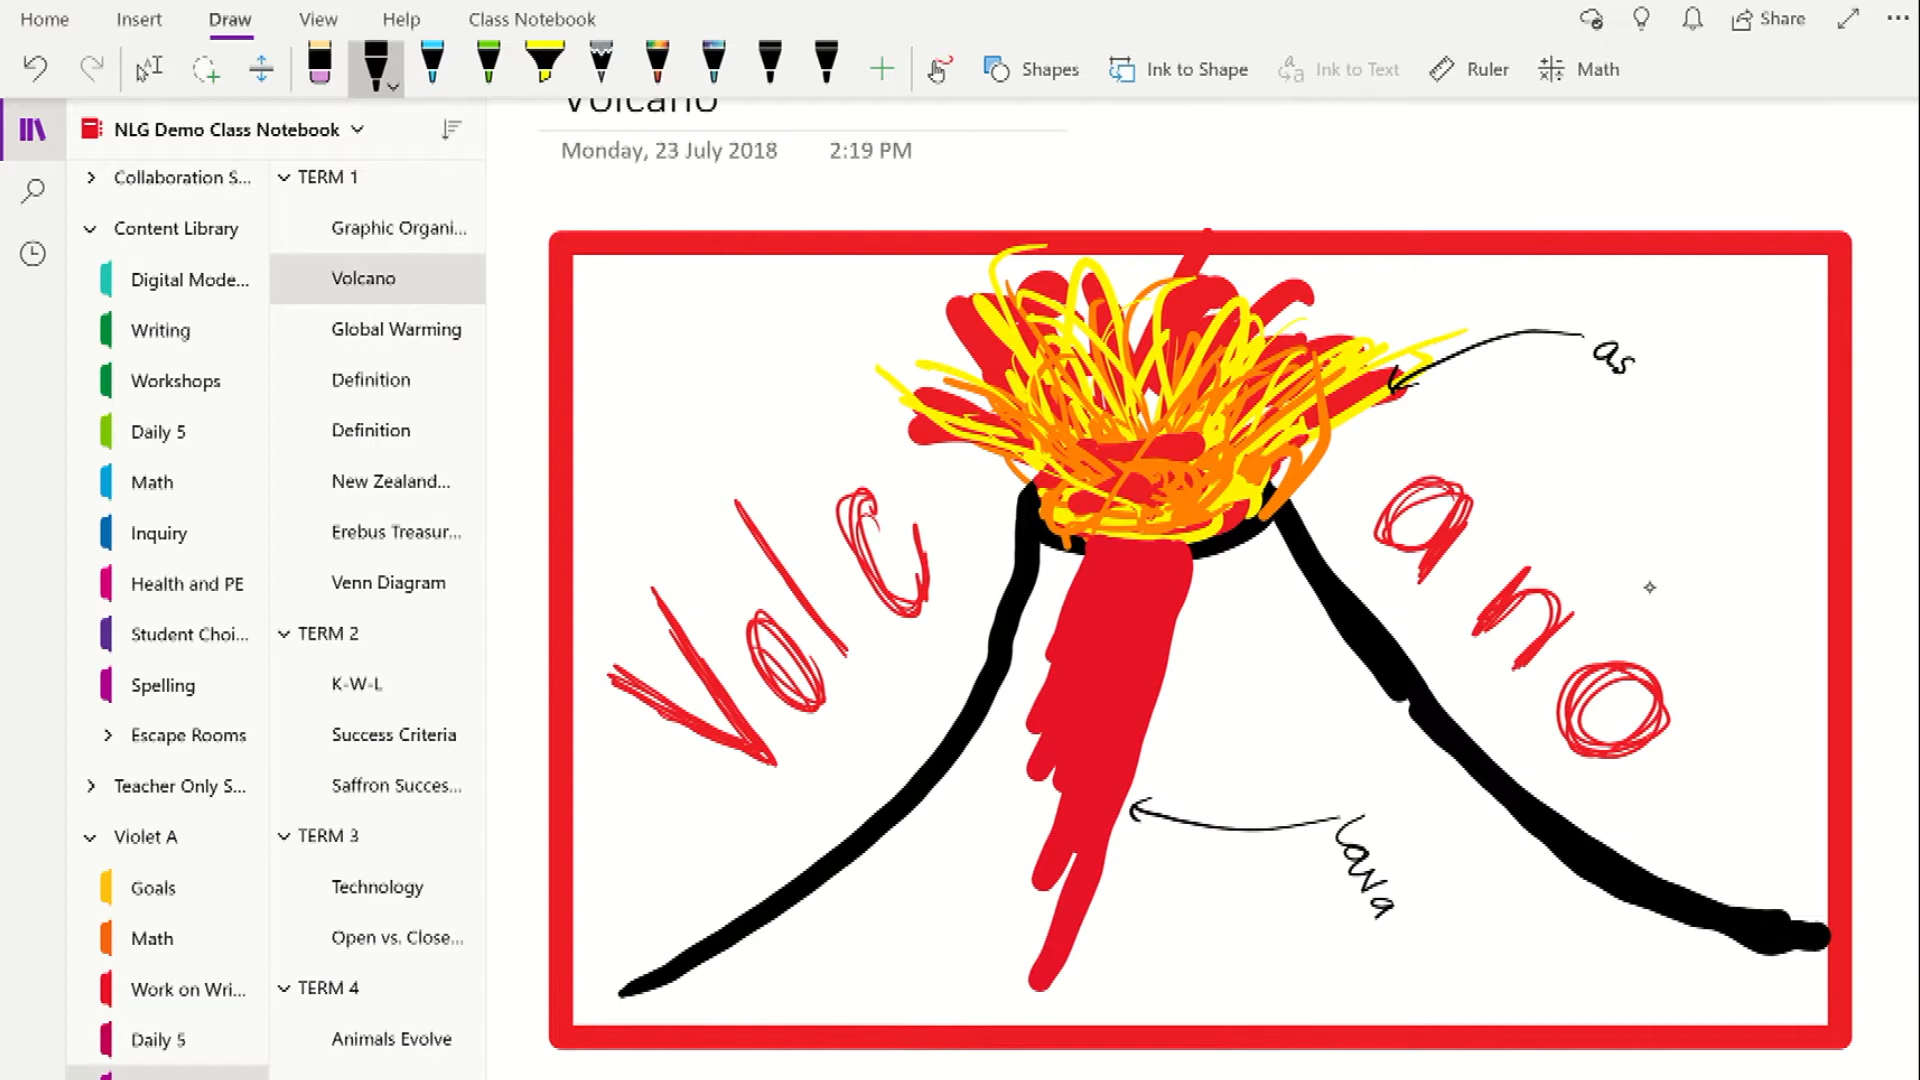 Home Insert Draw View Help Class Notebook Share
Shapes Ink to Shape Ink to Text Ruler Math
NLG Demo Class Notebook
Collaboration S...
Content Library
Digital Mode...
Writing
Workshops
Daily 5
Math
Inquiry
Health and PE
Student Choi...
Spelling
Escape Rooms
Teacher Only S...
Violet A
Goals
Math
Work on Wri...
Daily 5
TERM 1
Graphic Organi...
Volcano
Global Warming
Definition
Definition
New Zealand...
Erebus Treasur...
Venn Diagram
TERM 2
K-W-L
Success Criteria
Saffron Succes...
TERM 3
Technology
Open vs. Close...
TERM 4
Animals Evolve
Volcano
Monday, 23 July 2018 2:19 PM
as
Volcano
lava